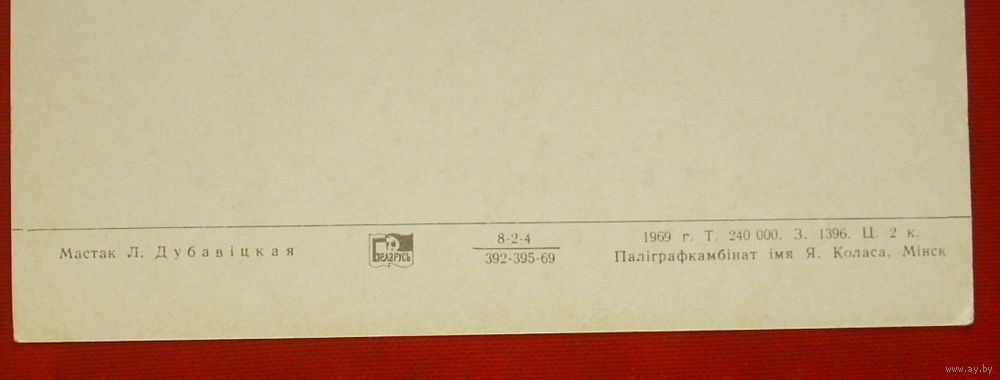 Мастак Л. Дубавіцкая
БЕЛАРУСЬ
8-2-4
392-395-69
1969 г. Т. 240 000. З. 1396. Ц. 2 к.
Паліграфкамбінат імя Я. Коласа, Мінск
www.ay.by